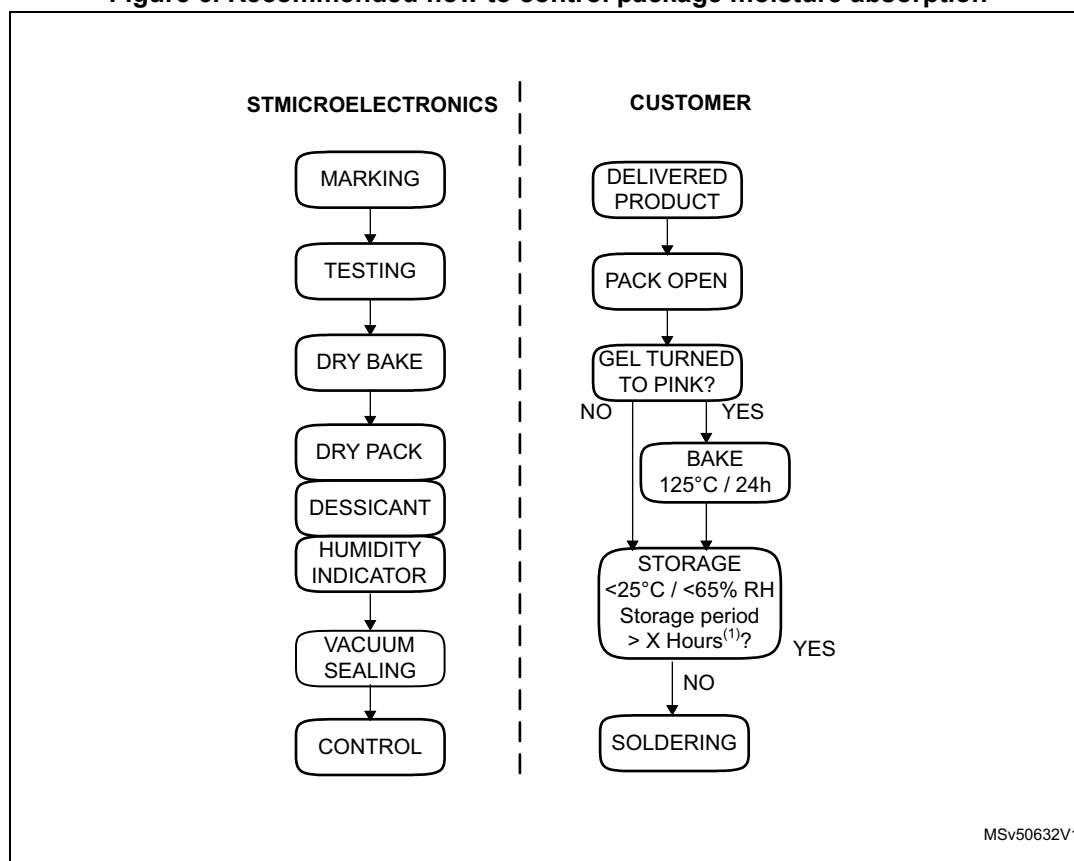 Figure 6. Recommended flow to control package moisture absorption
STMICROELECTRONICS
MARKING
TESTING
DRY BAKE
DRY PACK
DESSICANT
HUMIDITY
INDICATOR
VACUUM
SEALING
CONTROL
CUSTOMER
DELIVERED
PRODUCT
PACK OPEN
GEL TURNED
TO PINK?
NO
YES
BAKE
125°C / 24h
STORAGE
<25°C / <65% RH
Storage period
> X Hours(1)?
YES
NO
SOLDERING
MSv50632V1